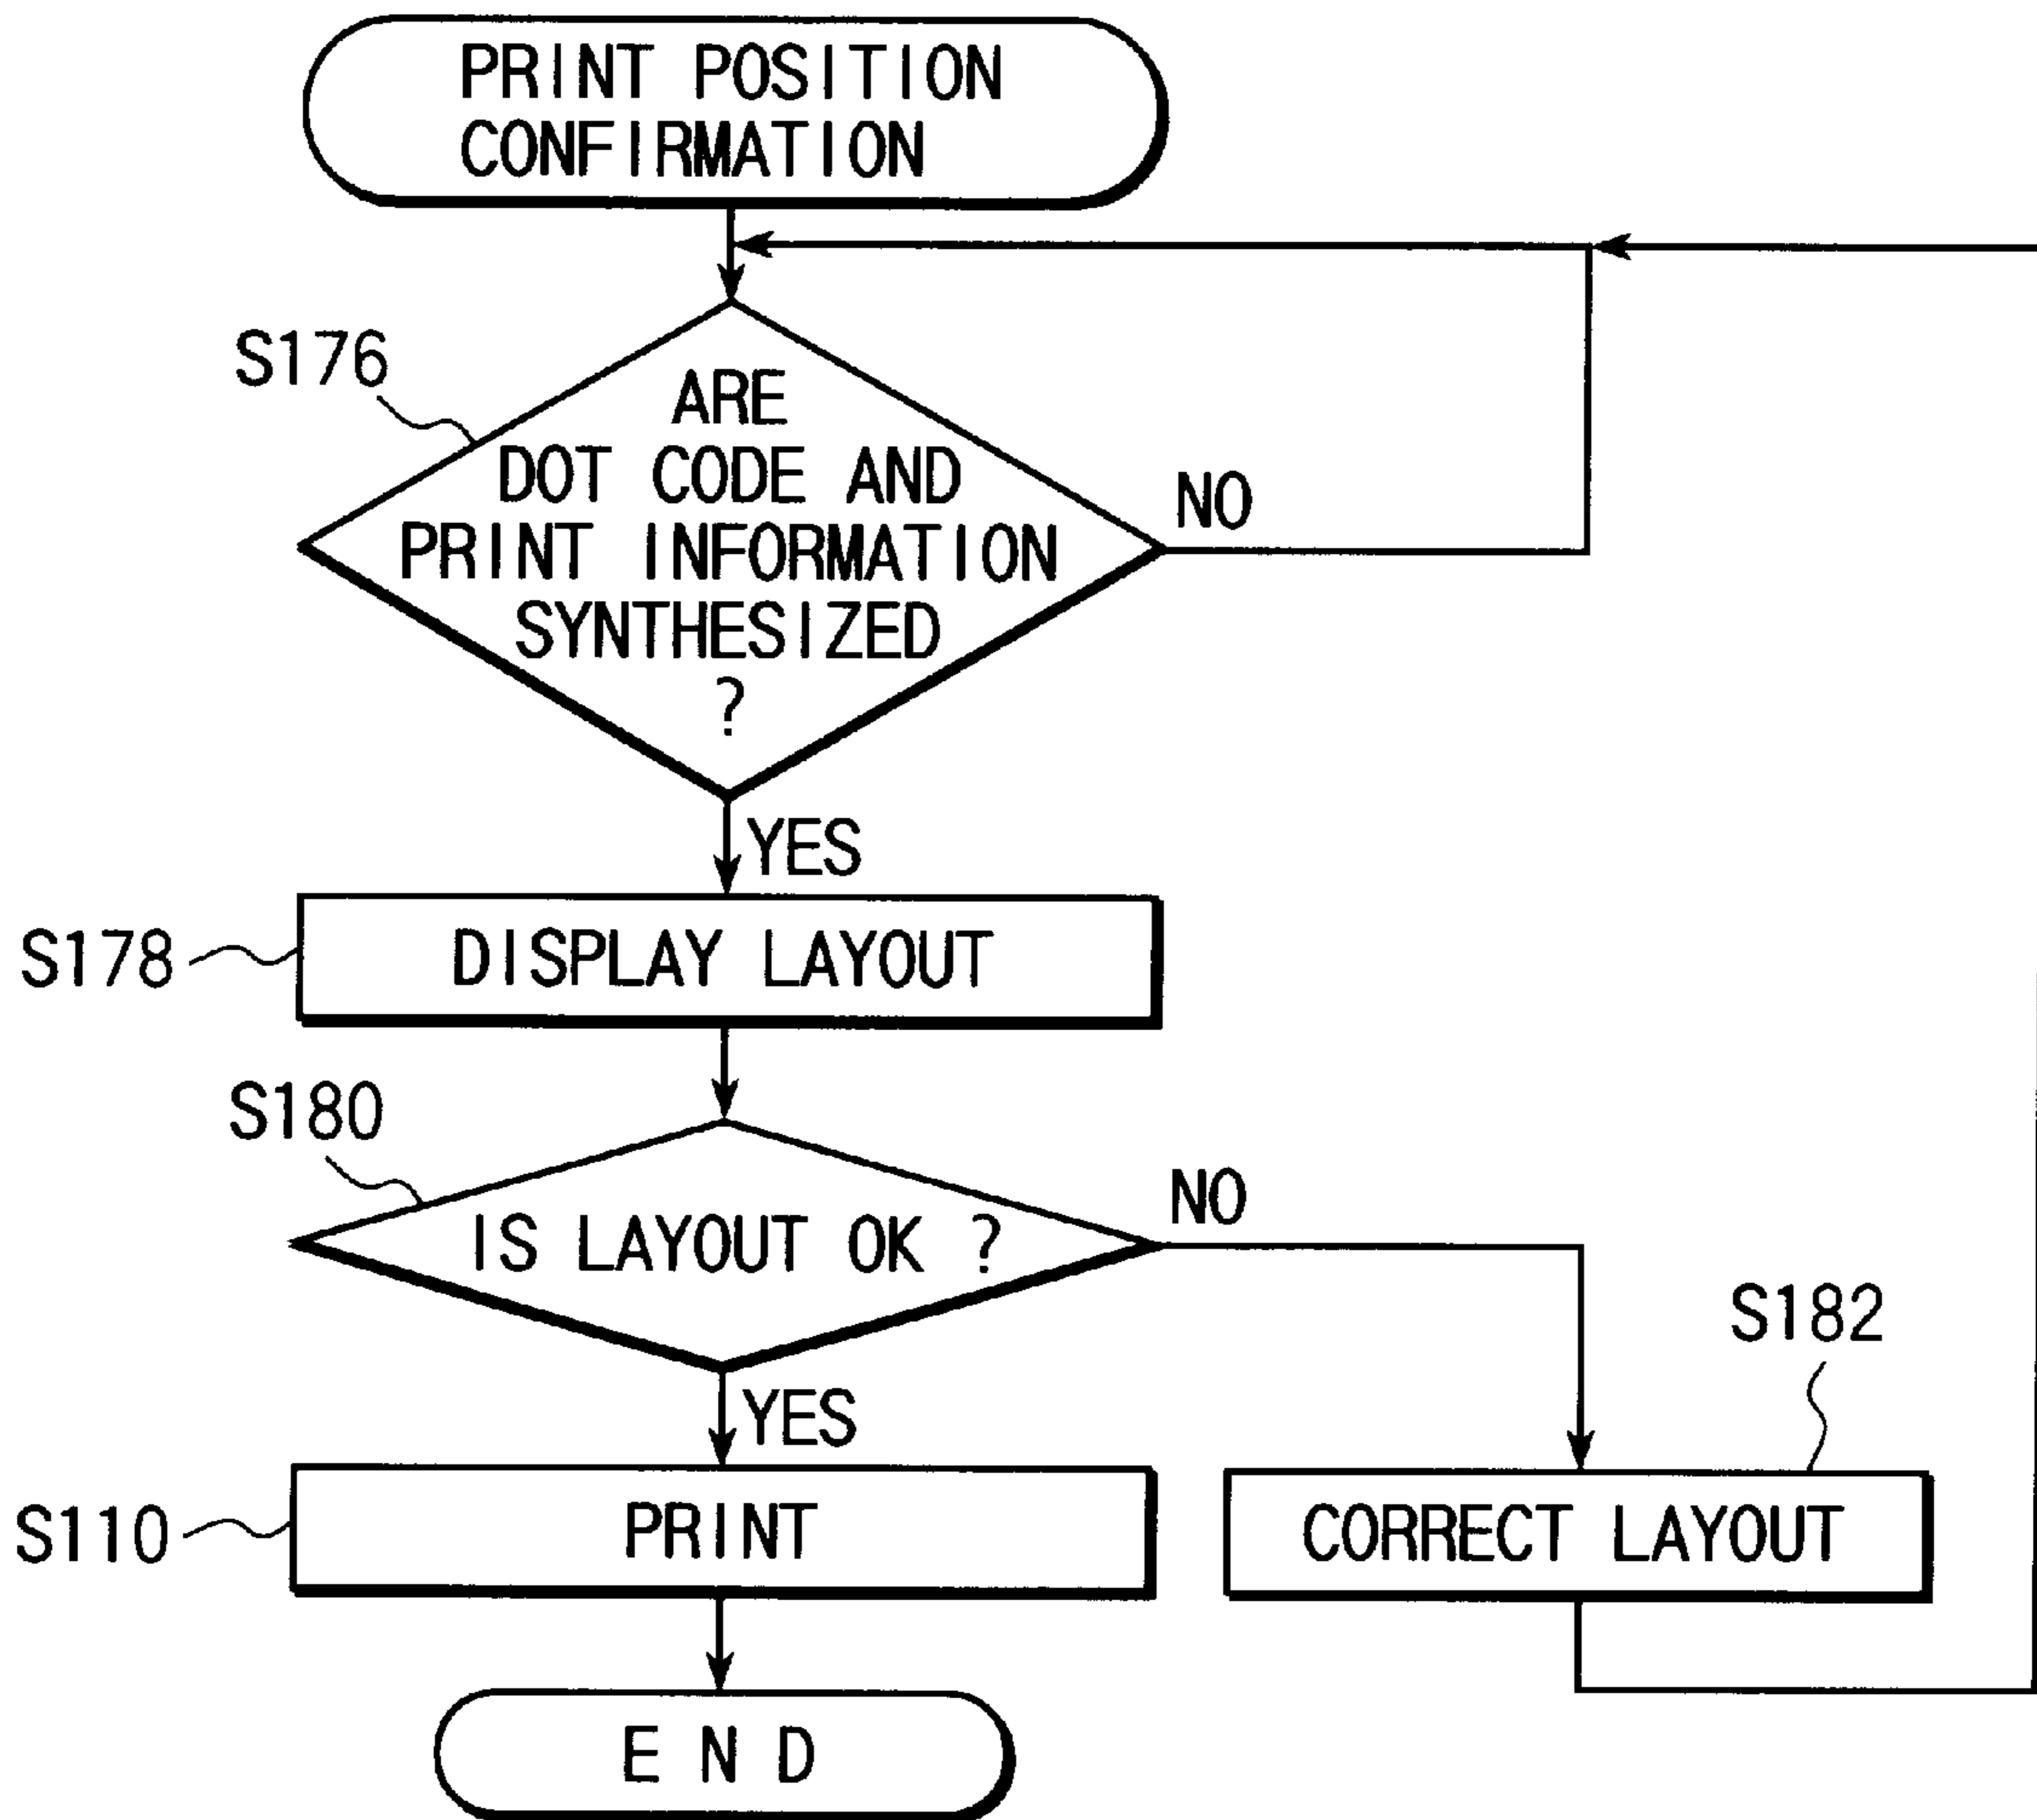 PRINT POSITION
CONFIRMATION
S176
ARE
DOT CODE AND
PRINT INFORMATION
SYNTHESIZED
?
NO
YES
S178
DISPLAY LAYOUT
S180
IS LAYOUT OK ?
NO
YES
S182
S110
PRINT
CORRECT LAYOUT
END